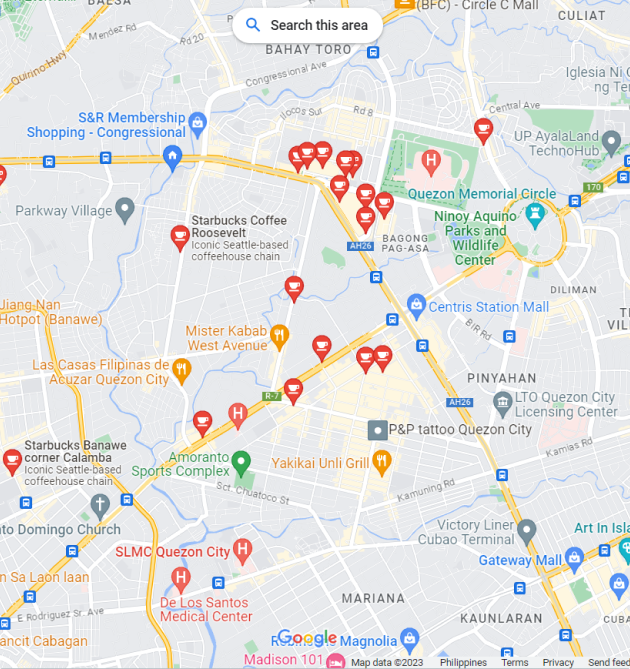 BAESA
(BFC) - Circle C Mall
CULIAT
Mendez Rd
Rd 20
Search this area
Quirino Hwy
BAHAY TORO
Congressional Ave
Iglesia Ni C
ng Tem
S&R Membership
Shopping - Congressional
Ilocos Sur
Rd 8
Central Ave
UP AyalaLand
TechnoHub
170
Parkway Village
Quezon Memorial Circle
Starbucks Coffee
Roosevelt
Iconic Seattle-based
coffeehouse chain
Ninoy Aquino
Parks and
Wildlife
Center
AH26
BAGONG
PAG-ASA
DILIMAN
Jiang Nan
Hotpot (Banawe)
Centris Station Mall
Mister Kabab
West Avenue
BIR Rd
Las Casas Filipinas de
Acuzar Quezon City
PINYAHAN
R-7
AH26
LTO Quezon City
Licensing Center
P&P tattoo Quezon City
Starbucks Banawe
corner Calamba
Iconic Seattle-based
coffeehouse chain
Amoranto
Sports Complex
Yakikai Unli Grill
Kamias Rd
Sct. Chuatoco St
Kamuning Rd
nto Domingo Church
Victory Liner
Cubao Terminal
Art In Isla
SLMC Quezon City
Gateway Mall
n Sa Laon Iaan
De Los Santos
Medical Center
MARIANA
E Rodriguez Sr. Ave
KAUNLARAN
CUBA
ancit Cabagan
Google
Robinsons Magnolia
Madison 101
Map data ©2023
Philippines
Terms
Privacy
Send feed